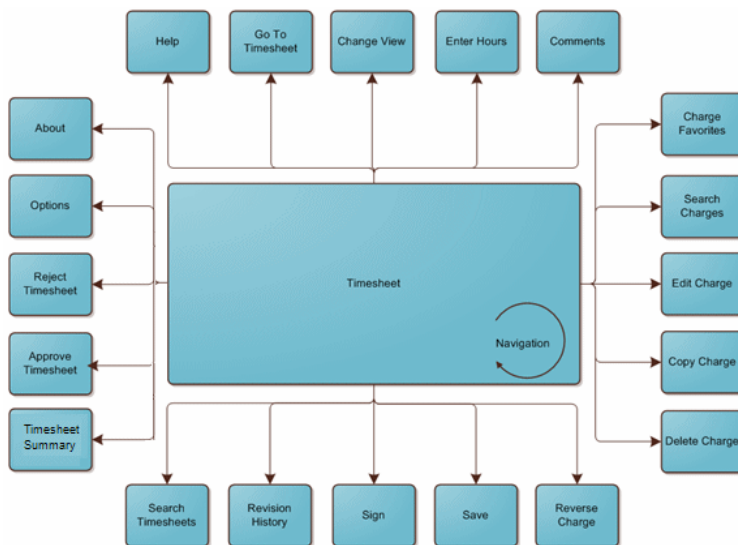 Help
Go To
Timesheet
Change View
Enter Hours
Comments
About
Options
Reject
Timesheet
Approve
Timesheet
Timesheet
Summary
Timesheet
Navigation
Charge
Favorites
Search
Charges
Edit Charge
Copy Charge
Delete Charge
Search
Timesheets
Revision
History
Sign
Save
Reverse
Charge